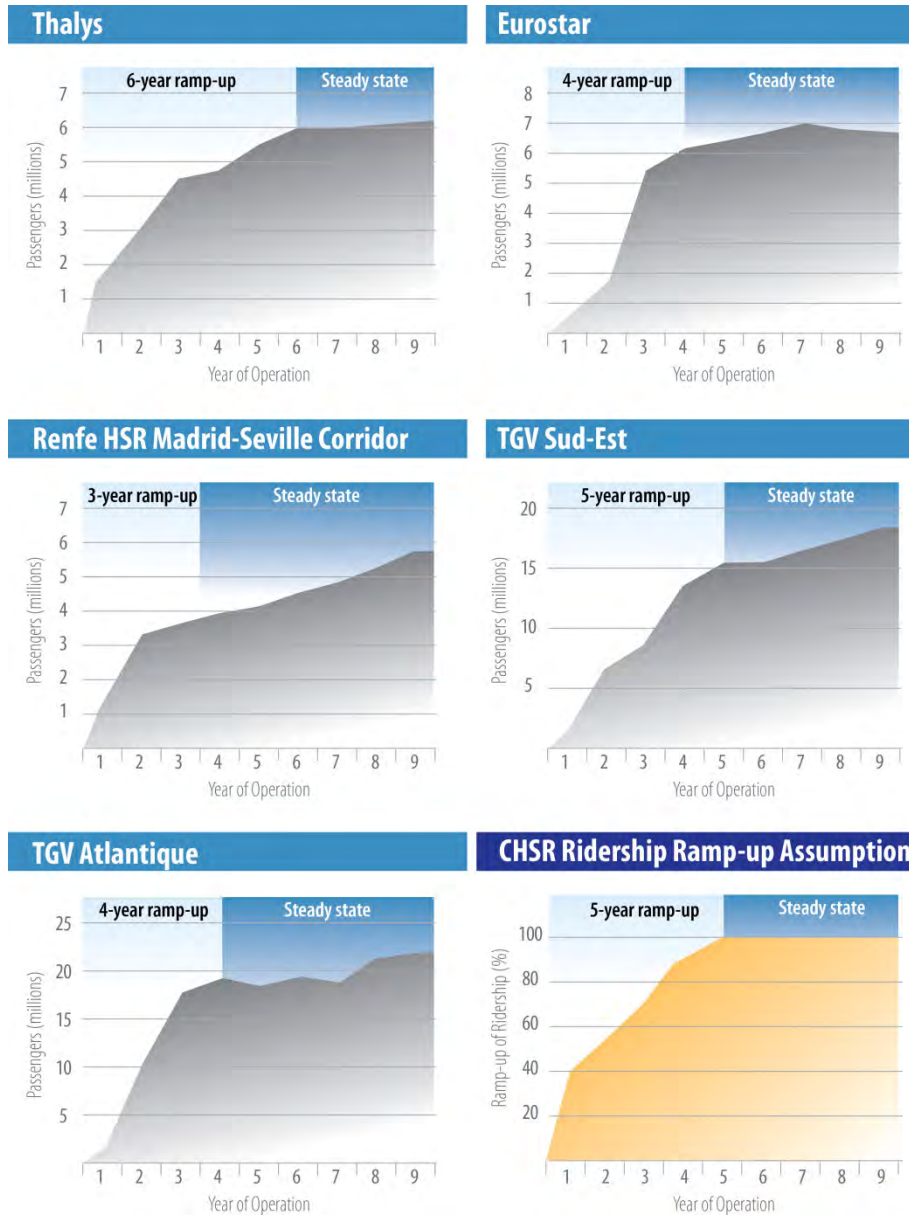 Thalys
6-year ramp-up Steady state
Passengers (millions)
7
6
5
4
3
2
1
1 2 3 4 5 6 7 8 9
Year of Operation
Eurostar
4-year ramp-up Steady state
Passengers (millions)
8
7
6
5
4
3
2
1
1 2 3 4 5 6 7 8 9
Year of Operation
Renfe HSR Madrid-Seville Corridor
3-year ramp-up Steady state
Passengers (millions)
7
6
5
4
3
2
1
1 2 3 4 5 6 7 8 9
Year of Operation
TGV Sud-Est
5-year ramp-up Steady state
Passengers (millions)
20
15
10
5
1 2 3 4 5 6 7 8 9
Year of Operation
TGV Atlantique
4-year ramp-up Steady state
Passengers (millions)
25
20
15
10
5
1 2 3 4 5 6 7 8 9
Year of Operation
CHSR Ridership Ramp-up Assumption
5-year ramp-up Steady state
Ramp-up of Ridership (%)
100
80
60
40
20
1 2 3 4 5 6 7 8 9
Year of Operation